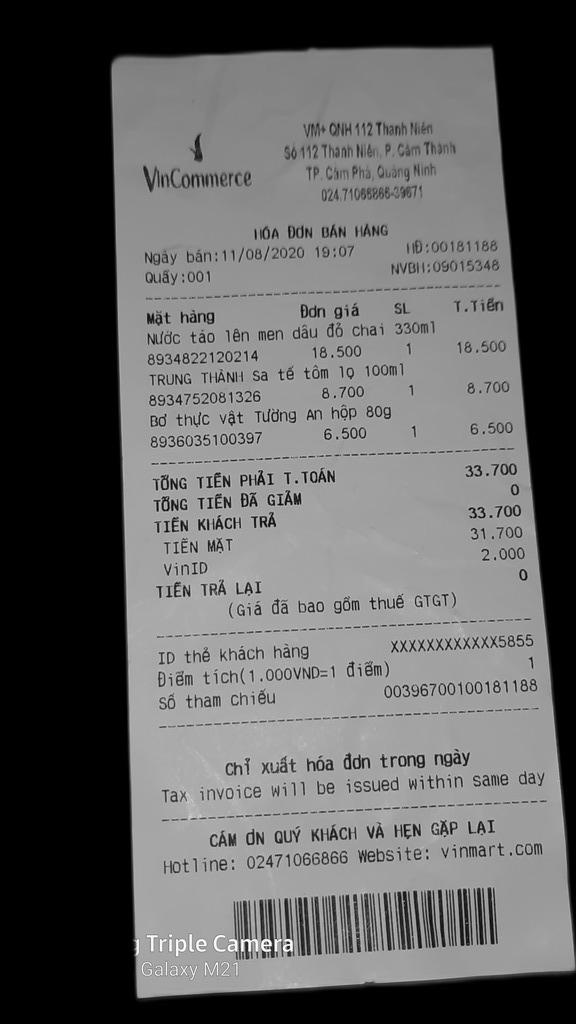 VinCommerce
VM+ QNH 112 Thanh Niên
Số 112 Thanh Niên, P. Cẩm Thành
TP. Cẩm Phả, Quảng Ninh
024.71066866-39671
HÓA ĐƠN BÁN HÀNG
Ngày bán:11/08/2020 19:07 HĐ:00181188
Quầy:001 NVBH:09015348
Mặt hàng Đơn giá SL T.Tiền
Nước táo lên men dâu đỏ chai 330ml
8934822120214 18.500 1 18.500
TRUNG THÀNH Sa tế tôm lọ 100ml
8934752081326 8.700 1 8.700
Bơ thực vật Tường An hộp 80g
8936035100397 6.500 1 6.500
TỔNG TIỀN PHẢI T.TOÁN 33.700
TỔNG TIỀN ĐÃ GIẢM 0
TIỀN KHÁCH TRẢ 33.700
TIỀN MẶT 31.700
VinID 2.000
TIỀN TRẢ LẠI 0
(Giá đã bao gồm thuế GTGT)
ID thẻ khách hàng XXXXXXXXXXXX5855
Điểm tích(1.000VND=1 điểm) 1
Số tham chiếu 00396700100181188
Chỉ xuất hóa đơn trong ngày
Tax invoice will be issued within same day
CẢM ƠN QUÝ KHÁCH VÀ HẸN GẶP LẠI
Hotline: 02471066866 Website: vinmart.com
g Triple Camera
Galaxy M21